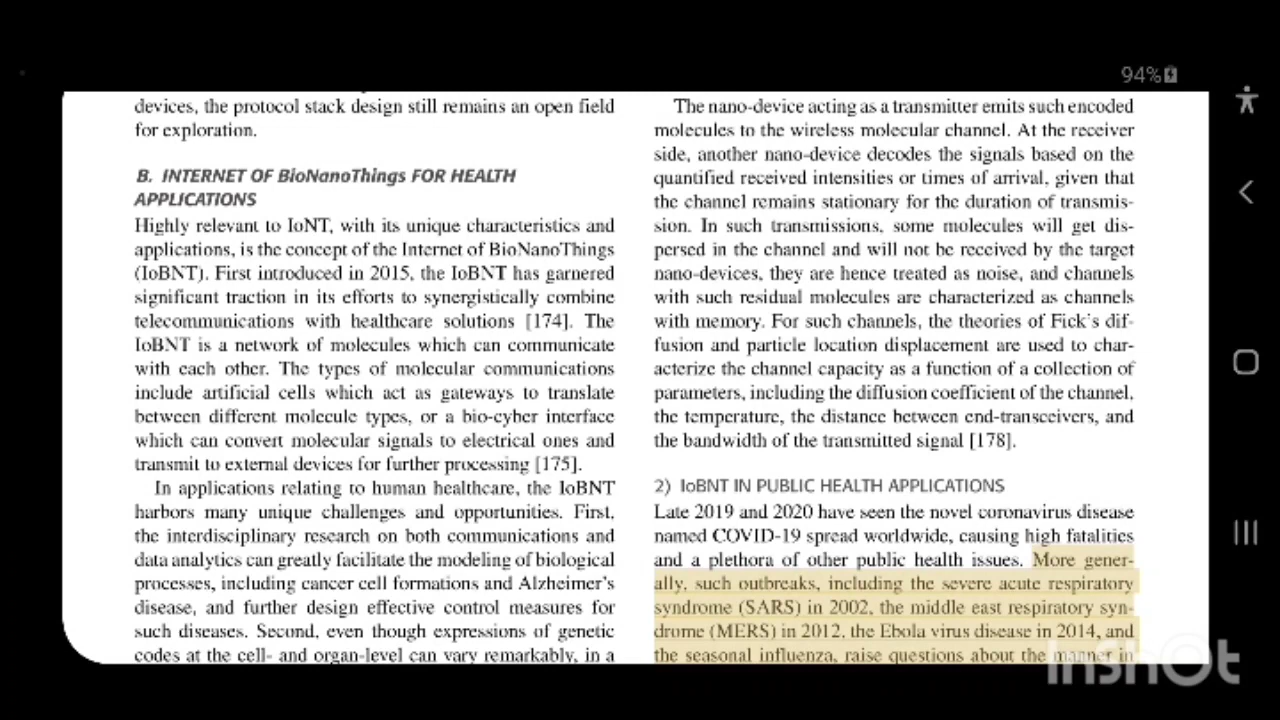 94%
devices, the protocol stack design still remains an open field
for exploration.
B. INTERNET OF BioNanoThings FOR HEALTH
APPLICATIONS
Highly relevant to IoNT, with its unique characteristics and
applications, is the concept of the Internet of BioNanoThings
(IoBNT). First introduced in 2015, the IoBNT has garnered
significant traction in its efforts to synergistically combine
telecommunications with healthcare solutions [174]. The
IoBNT is a network of molecules which can communicate
with each other. The types of molecular communications
include artificial cells which act as gateways to translate
between different molecule types, or a bio-cyber interface
which can convert molecular signals to electrical ones and
transmit to external devices for further processing [175].
In applications relating to human healthcare, the IoBNT
harbors many unique challenges and opportunities. First,
the interdisciplinary research on both communications and
data analytics can greatly facilitate the modeling of biological
processes, including cancer cell formations and Alzheimer's
disease, and further design effective control measures for
such diseases. Second, even though expressions of genetic
codes at the cell- and organ-level can vary remarkably, in a
The nano-device acting as a transmitter emits such encoded
molecules to the wireless molecular channel. At the receiver
side, another nano-device decodes the signals based on the
quantified received intensities or times of arrival, given that
the channel remains stationary for the duration of transmis-
sion. In such transmissions, some molecules will get dis-
persed in the channel and will not be received by the target
nano-devices, they are hence treated as noise, and channels
with such residual molecules are characterized as channels
with memory. For such channels, the theories of Fick's dif-
fusion and particle location displacement are used to char-
acterize the channel capacity as a function of a collection of
parameters, including the diffusion coefficient of the channel,
the temperature, the distance between end-transceivers, and
the bandwidth of the transmitted signal [178].
2) IoBNT IN PUBLIC HEALTH APPLICATIONS
Late 2019 and 2020 have seen the novel coronavirus disease
named COVID-19 spread worldwide, causing high fatalities
and a plethora of other public health issues. More gener-
ally, such outbreaks, including the severe acute respiratory
syndrome (SARS) in 2002, the middle east respiratory syn-
drome (MERS) in 2012, the Ebola virus disease in 2014, and
the seasonal influenza, raise questions about the manner in
InShOt